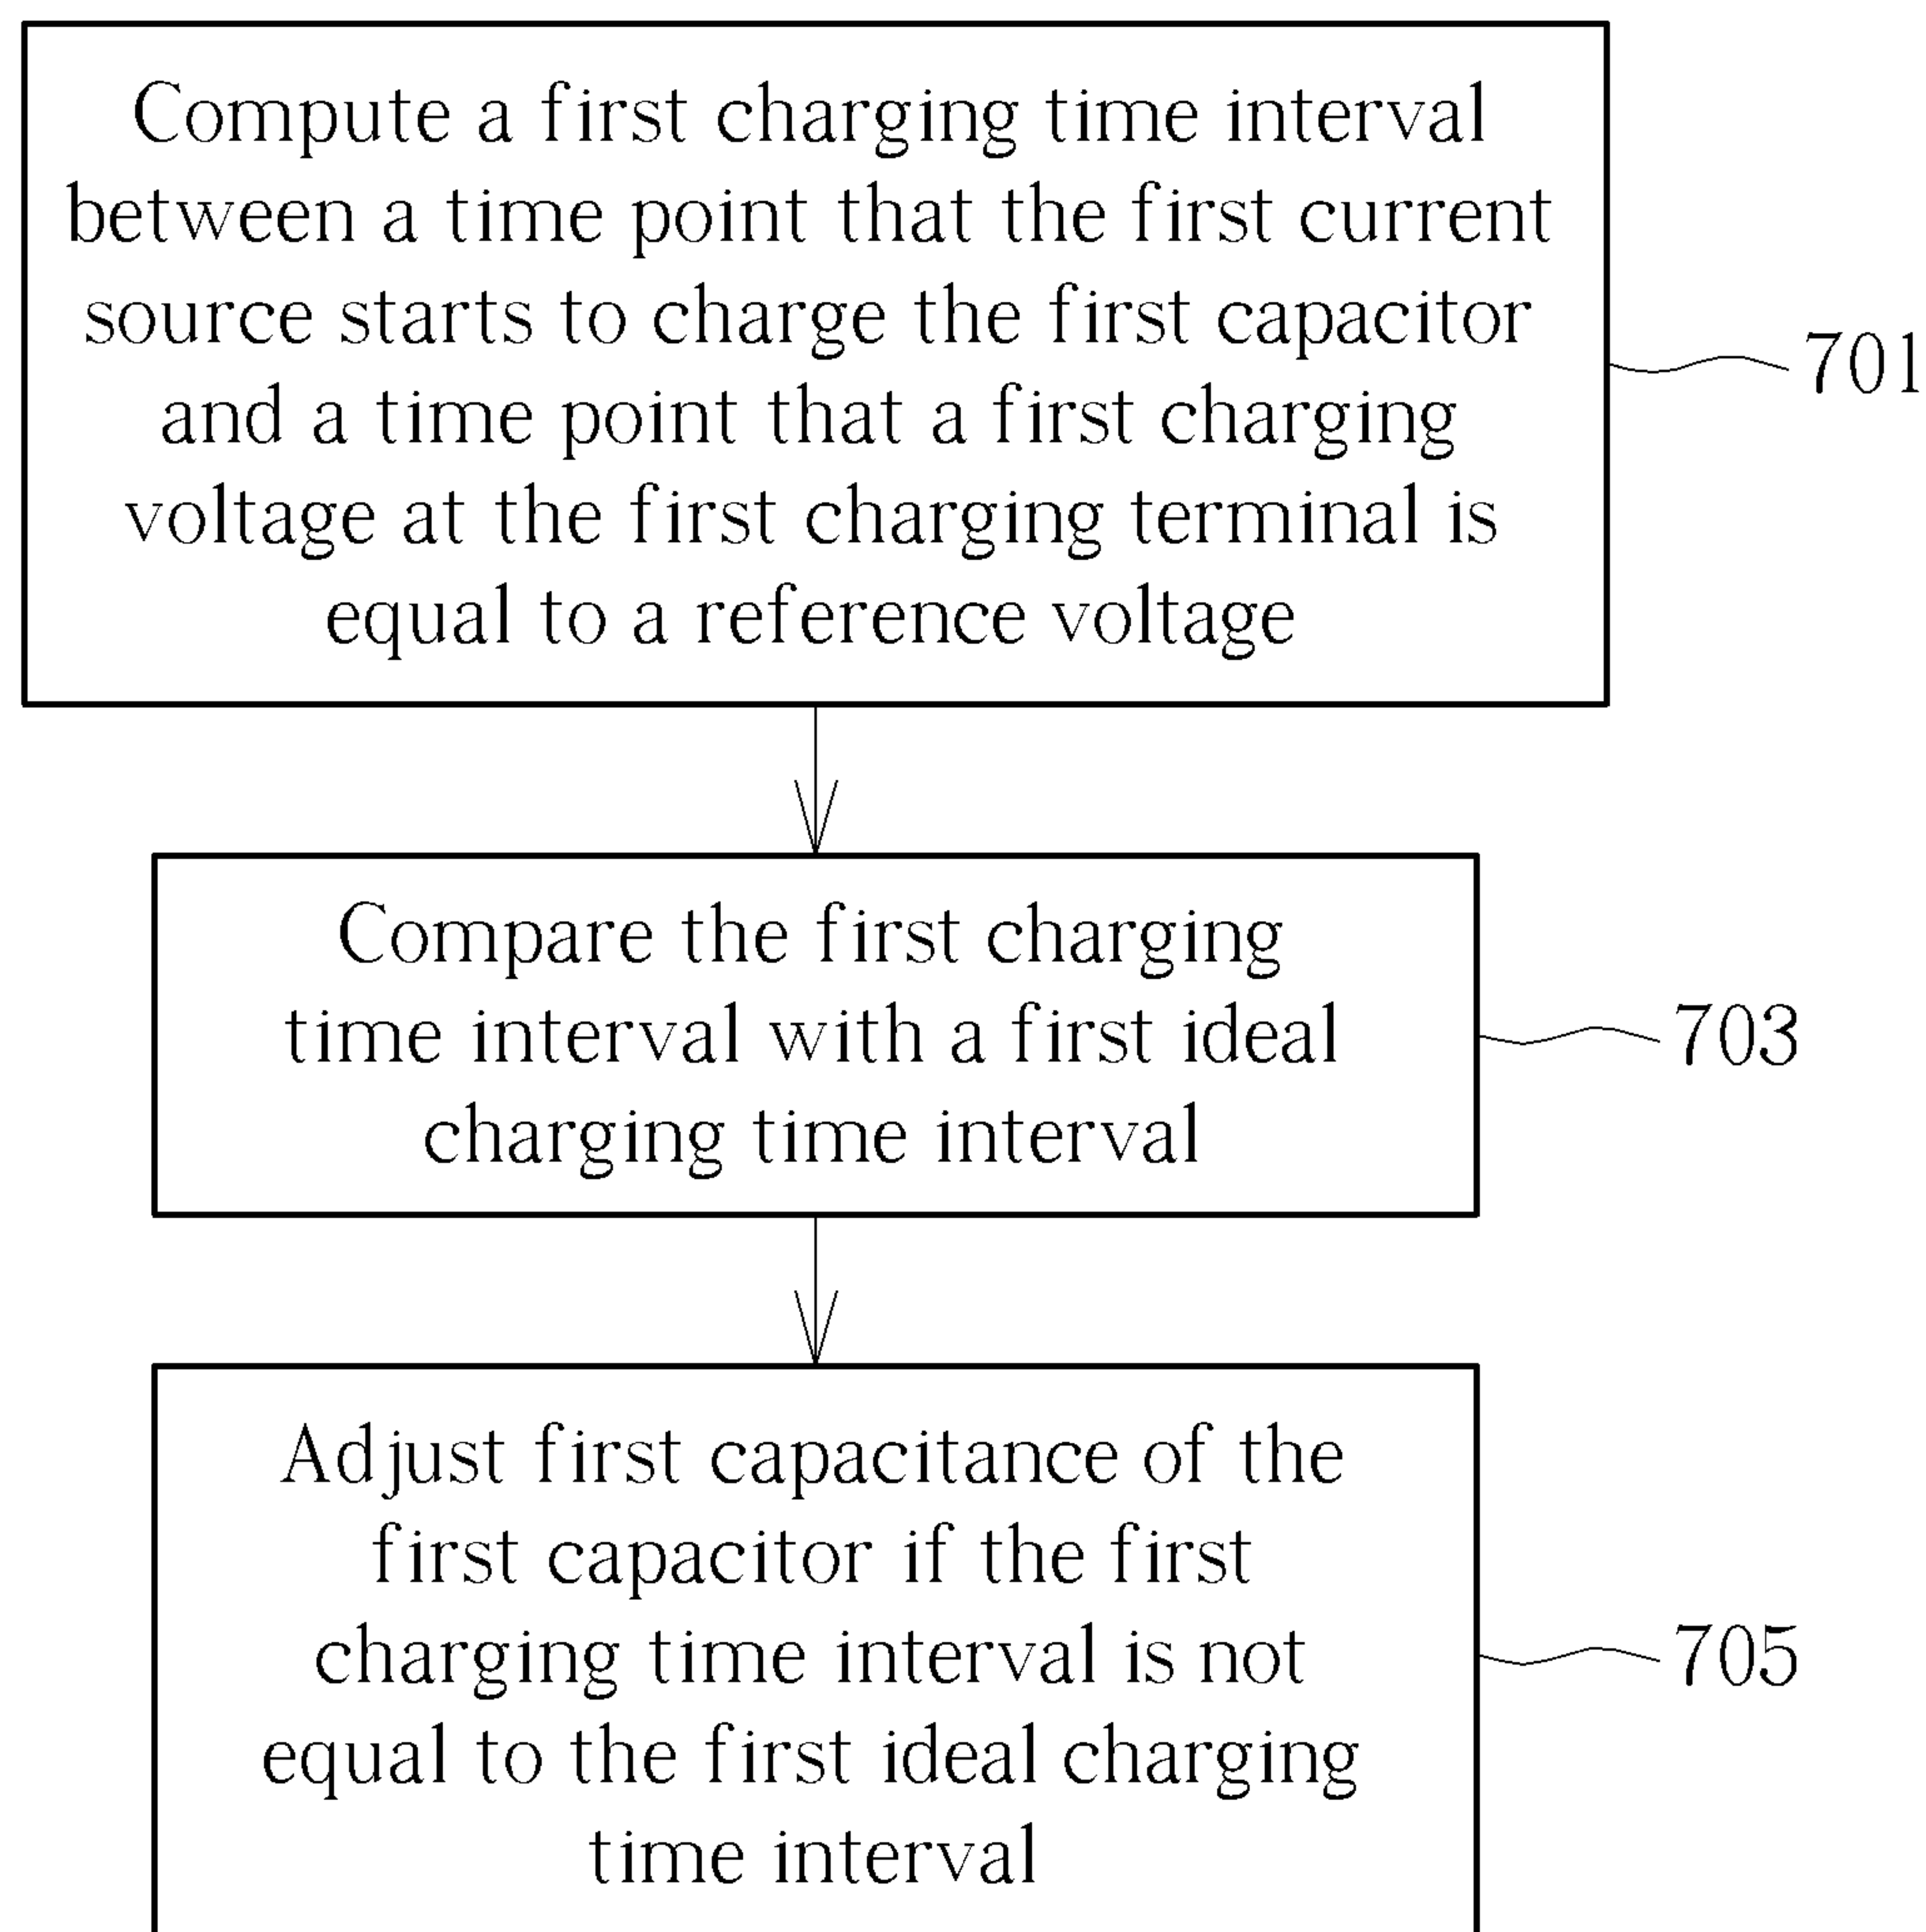 Compute a first charging time interval
between a time point that the first current
source starts to charge the first capacitor
and a time point that a first charging
voltage at the first charging terminal is
equal to a reference voltage
701
Compare the first charging
time interval with a first ideal
charging time interval
703
Adjust first capacitance of the
first capacitor if the first
charging time interval is not
equal to the first ideal charging
time interval
705